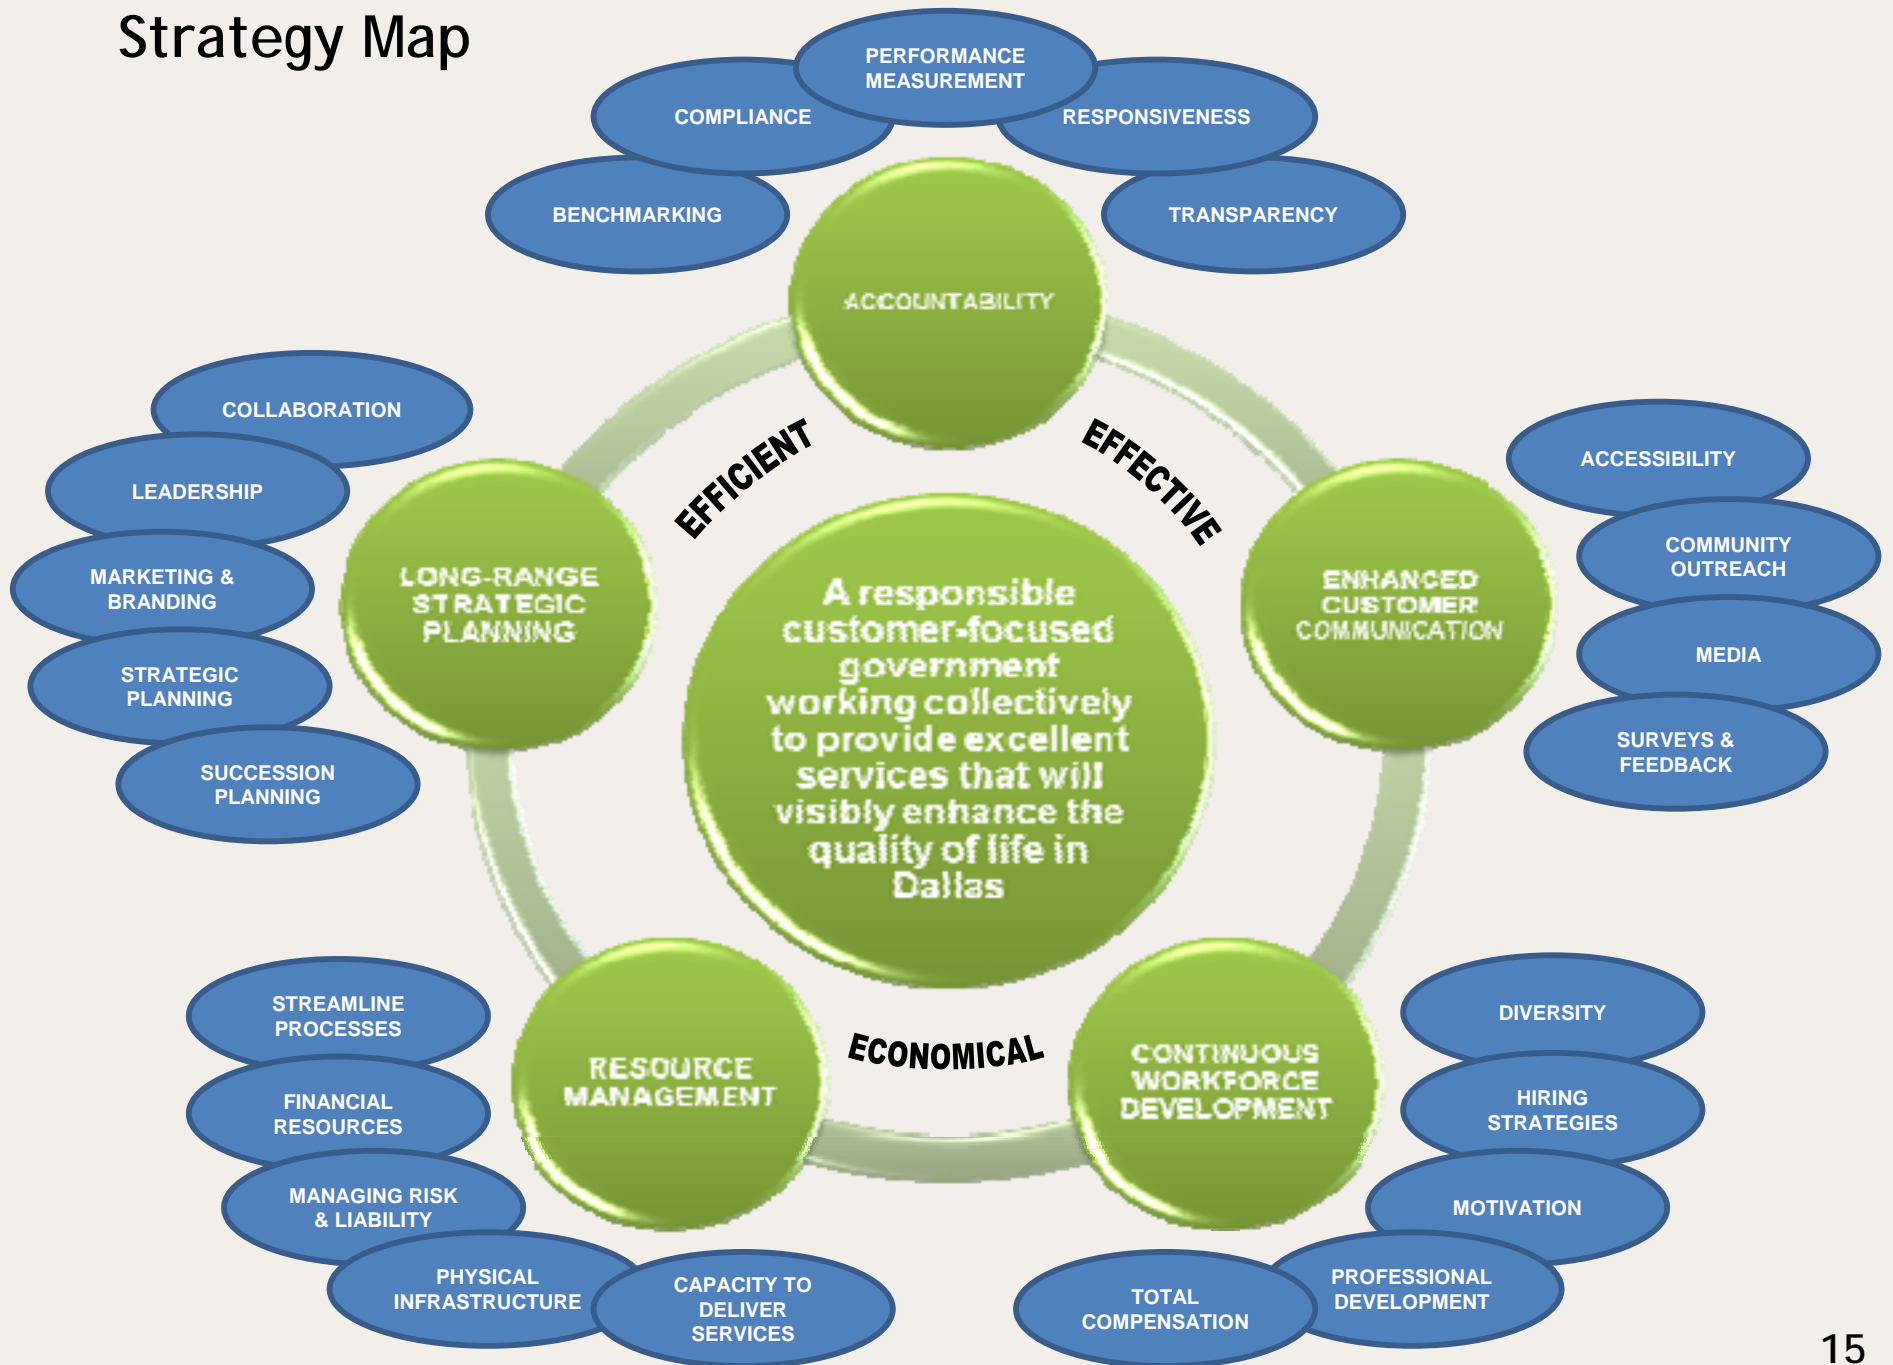 Strategy Map
PERFORMANCE
MEASUREMENT
COMPLIANCE
RESPONSIVENESS
BENCHMARKING
TRANSPARENCY
ACCOUNTABILITY
COLLABORATION
LEADERSHIP
MARKETING &
BRANDING
STRATEGIC
PLANNING
SUCCESSION
PLANNING
LONG-RANGE
STRATEGIC
PLANNING
EFFICIENT
EFFECTIVE
ACCESSIBILITY
COMMUNITY
OUTREACH
MEDIA
SURVEYS &
FEEDBACK
ENHANCED
CUSTOMER
COMMUNICATION
A responsible
customer-focused
government
working collectively
to provide excellent
services that will
visibly enhance the
quality of life in
Dallas
STREAMLINE
PROCESSES
FINANCIAL
RESOURCES
MANAGING RISK
& LIABILITY
PHYSICAL
INFRASTRUCTURE
CAPACITY TO
DELIVER
SERVICES
RESOURCE
MANAGEMENT
ECONOMICAL
CONTINUOUS
WORKFORCE
DEVELOPMENT
DIVERSITY
HIRING
STRATEGIES
MOTIVATION
PROFESSIONAL
DEVELOPMENT
TOTAL
COMPENSATION
15